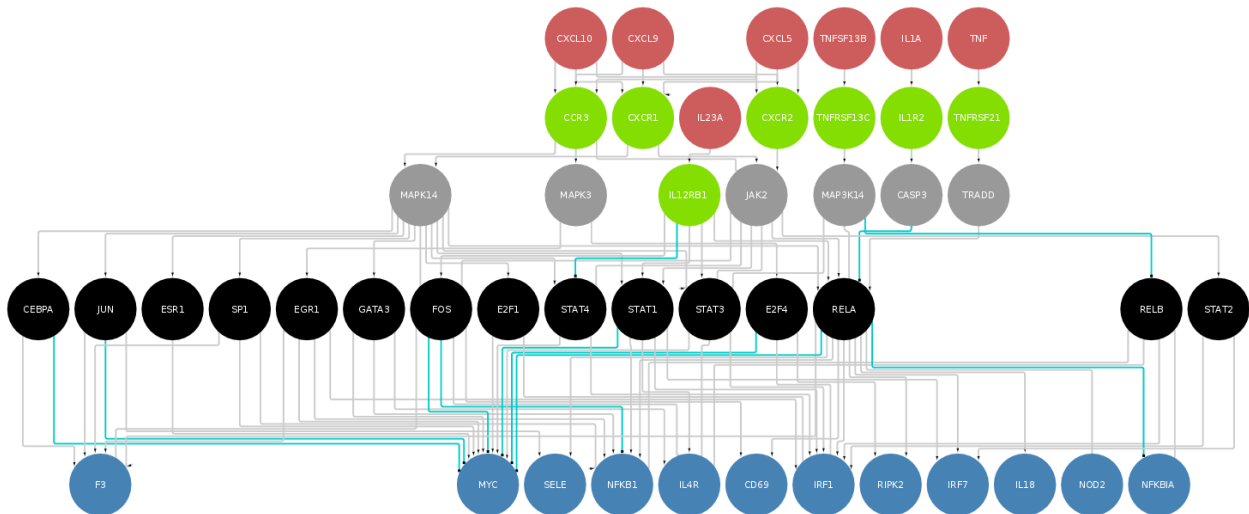 CXCL10 CXCL9 CXCL5 TNFSF13B IL1A TNF
CCR3 CXCR1 IL23A CXCR2 TNFRSF13C IL1R2 TNFRSF21
MAPK14 MAPK3 IL12RB1 JAK2 MAP3K14 CASP3 TRADD
CEBPA JUN ESR1 SP1 EGR1 GATA3 FOS E2F1 STAT4 STAT1 STAT3 E2F4 RELA RELB STAT2
F3 MYC SELE NFKB1 IL4R CD69 IRF1 RIPK2 IRF7 IL18 NOD2 NFKBIA